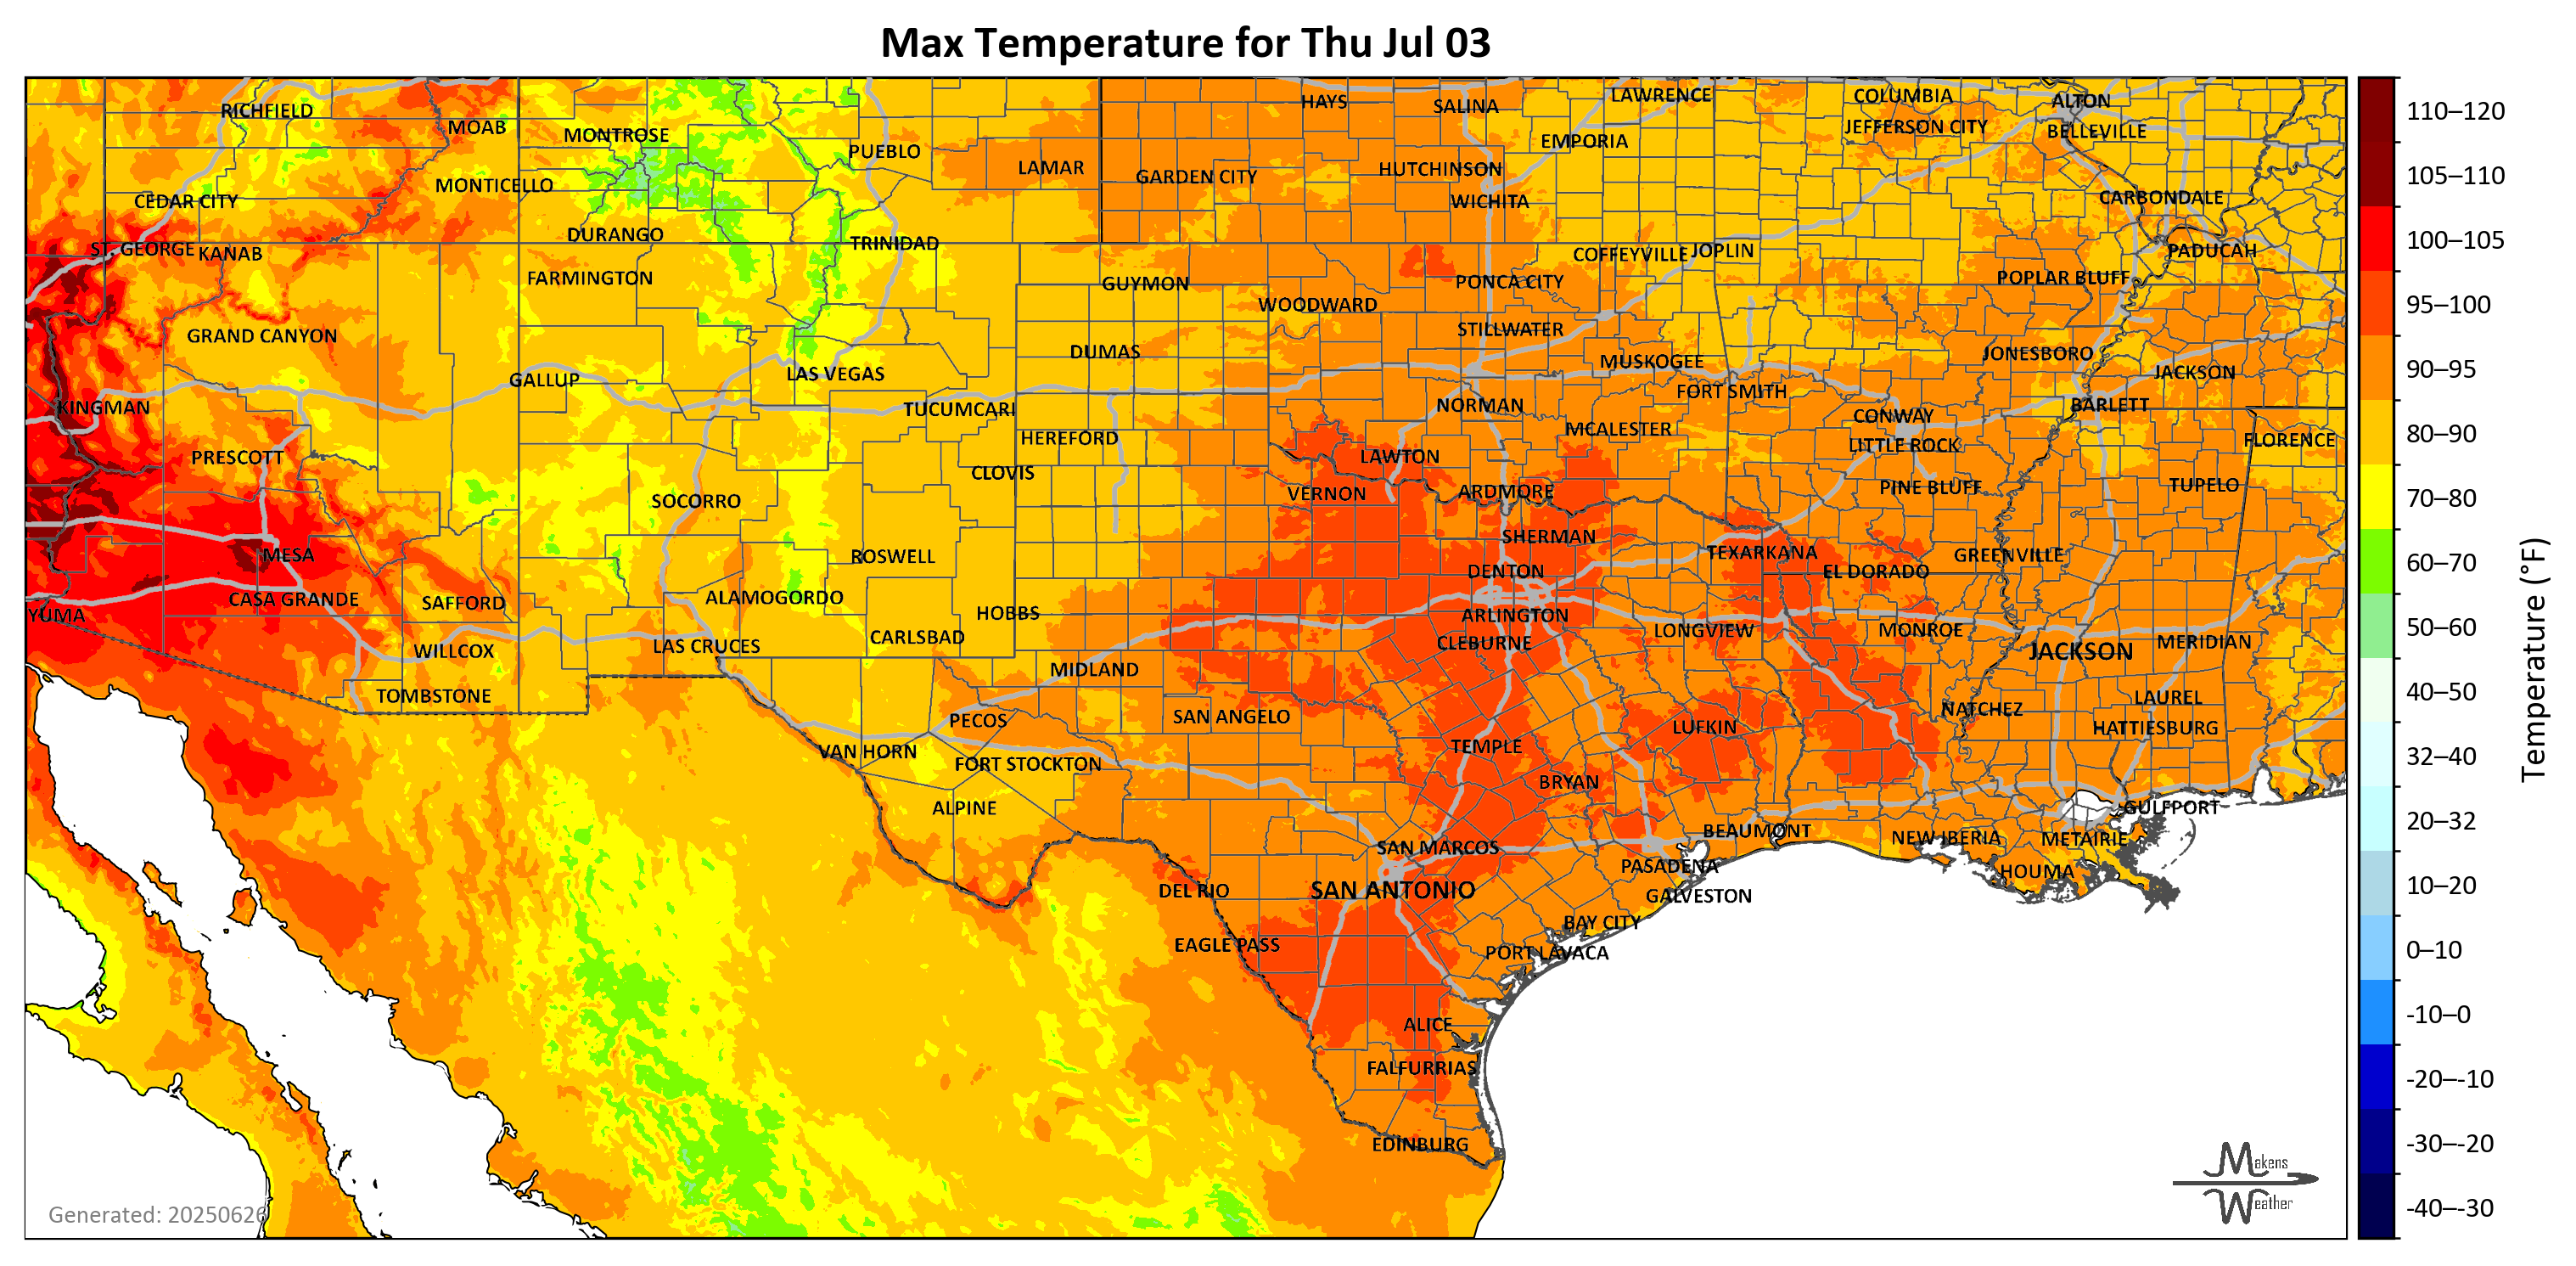 Max Temperature for Thu Jul 03
RICHFIELD
MOAB
MONTROSE
PUEBLO
LAMAR
HAYS
SALINA
LAWRENCE
COLUMBIA
ALTON
EMPORIA
JEFFERSON CITY
BELLEVILLE
MONTICELLO
GARDEN CITY
HUTCHINSON
CEDAR CITY
WICHITA
CARBONDALE
DURANGO
TRINIDAD
ST. GEORGE
KANAB
COFFEYVILLE
JOPLIN
PADUCAH
FARMINGTON
GUYMON
PONCA CITY
POPLAR BLUFF
WOODWARD
GRAND CANYON
STILLWATER
DUMAS
MUSKOGEE
JONESBORO
GALLUP
LAS VEGAS
JACKSON
FORT SMITH
KINGMAN
TUCUMCARI
NORMAN
BARLETT
CONWAY
HEREFORD
MCALESTER
LITTLE ROCK
FLORENCE
PRESCOTT
CLOVIS
LAWTON
SOCORRO
VERNON
ARDMORE
PINE BLUFF
TUPELO
MESA
ROSWELL
SHERMAN
TEXARKANA
GREENVILLE
DENTON
EL DORADO
CASA GRANDE
SAFFORD
ALAMOGORDO
HOBBS
YUMA
ARLINGTON
WILLCOX
LAS CRUCES
CARLSBAD
CLEBURNE
LONGVIEW
MONROE
JACKSON
MERIDIAN
MIDLAND
TOMBSTONE
PECOS
SAN ANGELO
LUFKIN
NATCHEZ
LAUREL
HATTIESBURG
VAN HORN
FORT STOCKTON
TEMPLE
BRYAN
ALPINE
GULFPORT
SAN MARCOS
BEAUMONT
NEW IBERIA
METAIRIE
DEL RIO
SAN ANTONIO
PASADENA
HOUMA
GALVESTON
EAGLE PASS
BAY CITY
PORT LAVACA
ALICE
FALFURRIAS
EDINBURG
Generated: 20250626
Makens
Weather
110–120
105–110
100–105
95–100
90–95
80–90
70–80
60–70
50–60
40–50
32–40
20–32
10–20
0–10
-10–0
-20–-10
-30–-20
-40–-30
Temperature (°F)